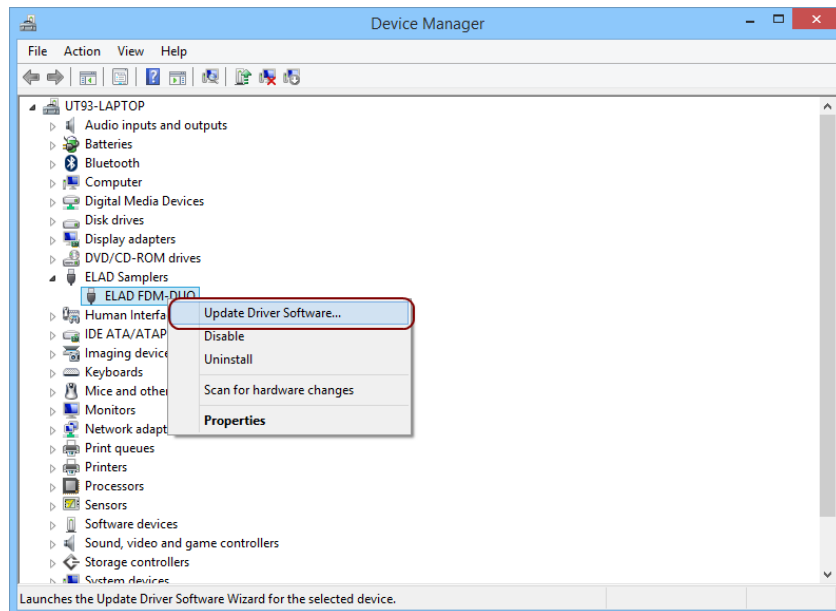 Device Manager
File Action View Help
UT93-LAPTOP
Audio inputs and outputs
Batteries
Bluetooth
Computer
Digital Media Devices
Disk drives
Display adapters
DVD/CD-ROM drives
ELAD Samplers
ELAD FDM-DUO
Human Interfa
Update Driver Software...
IDE ATA/ATAP
Disable
Imaging device
Uninstall
Keyboards
Mice and other
Scan for hardware changes
Monitors
Network adapt
Properties
Print queues
Printers
Processors
Sensors
Software devices
Sound, video and game controllers
Storage controllers
System devices
Launches the Update Driver Software Wizard for the selected device.